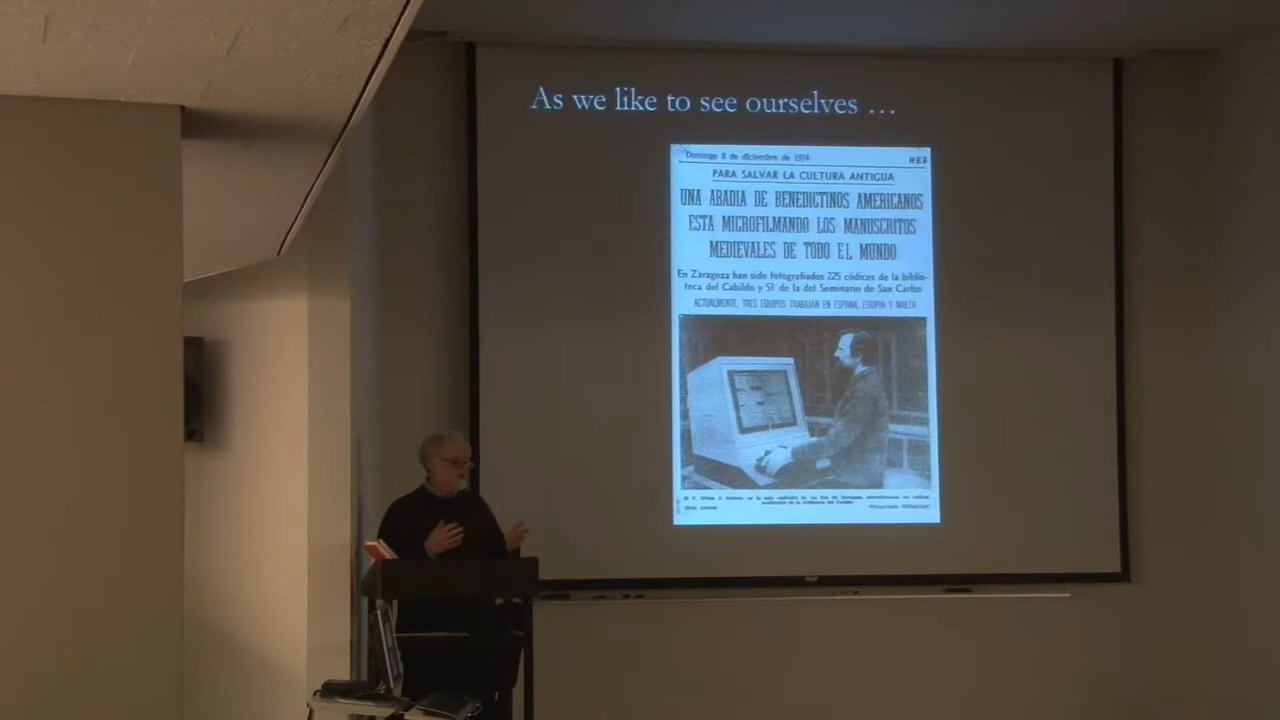 As we like to see ourselves ...
Domingo 8 de diciembre de 1974
PARA SALVAR LA CULTURA ANTIGUA
UNA ABADIA DE BENEDICTINOS AMERICANOS
ESTA MICROFILMANDO LOS MANUSCRITOS
MEDIEVALES DE TODO EL MUNDO
En Zaragoza han sido fotografiados 225 códices de la biblio-
teca del Cabildo y 51 de la del Seminario de San Carlos
ACTUALMENTE, TRES EQUIPOS TRABAJAN EN ESPAÑA, ETIOPIA Y MALTA